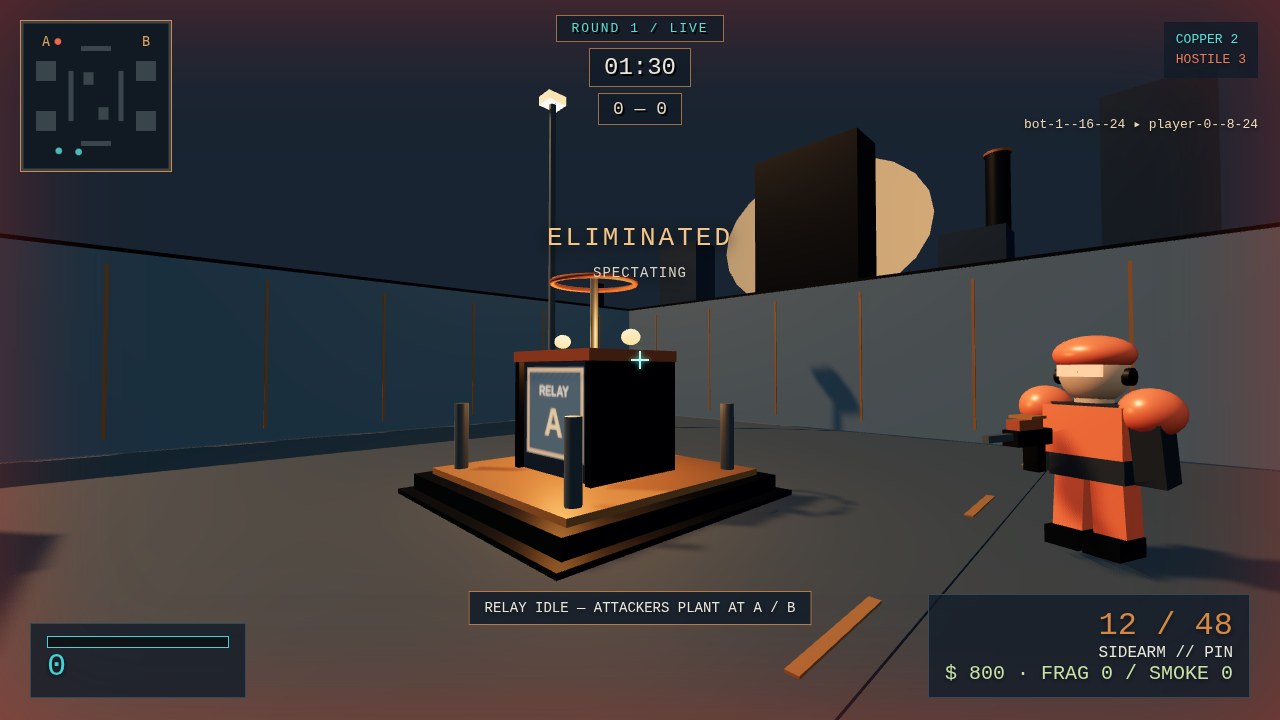 A
B
ROUND 1 / LIVE
01:30
0 — 0
COPPER 2
HOSTILE 3
bot-1--16--24 ▸ player-0--8-24
ELIMINATED
SPECTATING
RELAY
A
RELAY IDLE — ATTACKERS PLANT AT A / B
0
12 / 48
SIDEARM // PIN
$ 800 · FRAG 0 / SMOKE 0